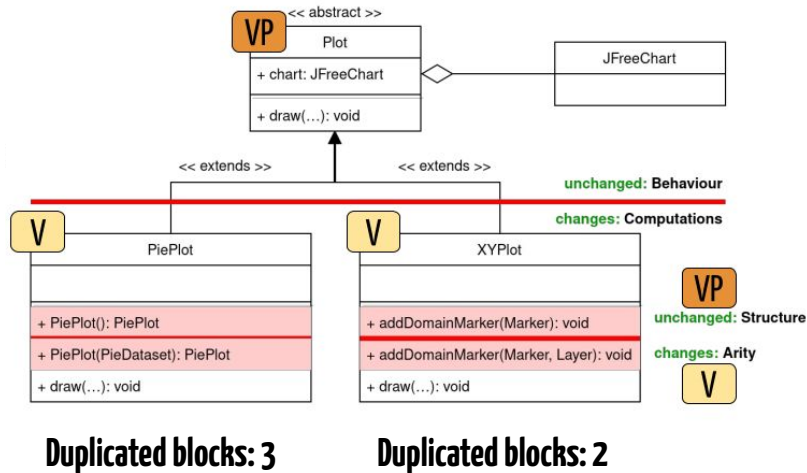 << abstract >>
VP
Plot
+ chart: JFreeChart
+ draw(...): void
JFreeChart
<< extends >>
<< extends >>
unchanged: Behaviour
changes: Computations
V
PiePlot
+ PiePlot(): PiePlot
+ PiePlot(PieDataset): PiePlot
+ draw(...): void
V
XYPlot
+ addDomainMarker(Marker): void
+ addDomainMarker(Marker, Layer): void
+ draw(...): void
VP
unchanged: Structure
changes: Arity
V
Duplicated blocks: 3
Duplicated blocks: 2